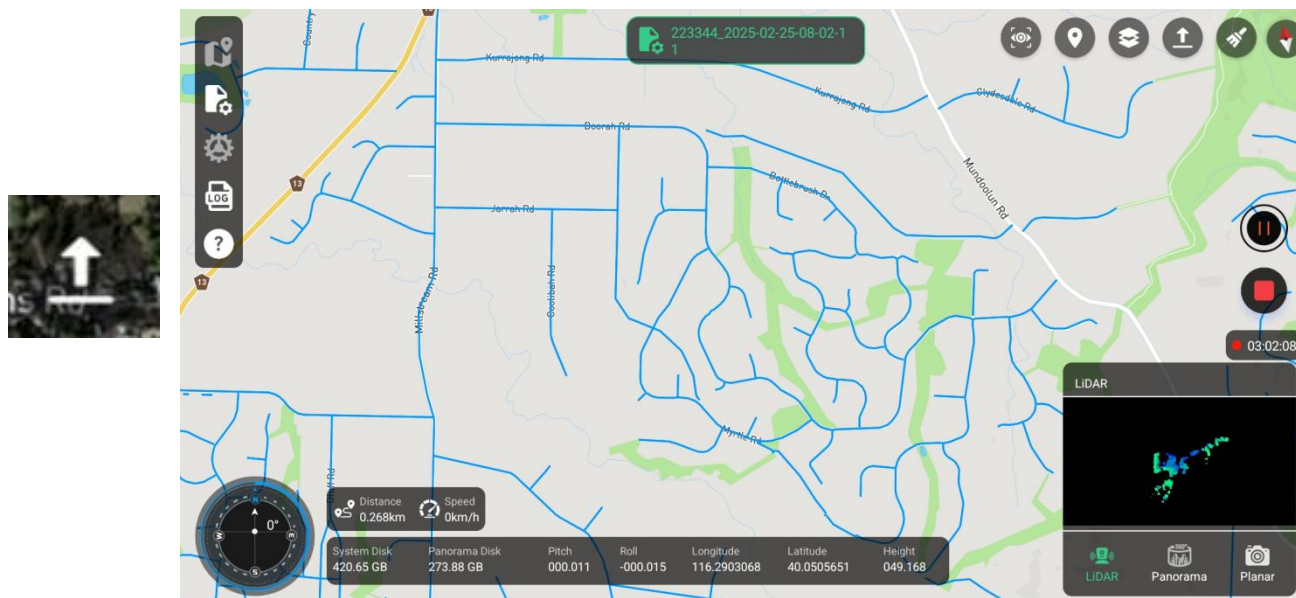 Country
13
223344_2025-02-25-08-02-1
1
Kurrajong Rd
Kurrajong Rd
Clydesdale Rd
Doorah Rd
Bottlebrush Dr
Mundoolun Rd
LOG
?
Jarrah Rd
13
13
Millstream Rd
Coolibah Rd
03:02:08
LiDAR
Myrtle Rd
N
0°
W
E
S
Distance
0.268km
Speed
0km/h
System Disk
420.65 GB
Panorama Disk
273.88 GB
Pitch
000.011
Roll
-000.015
Longitude
116.2903068
Latitude
40.0505651
Height
049.168
360°
LiDAR
Panorama
Planar